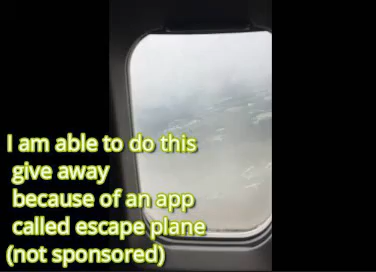 I am able to do this
give away
because of an app
called escape plane
(not sponsored)